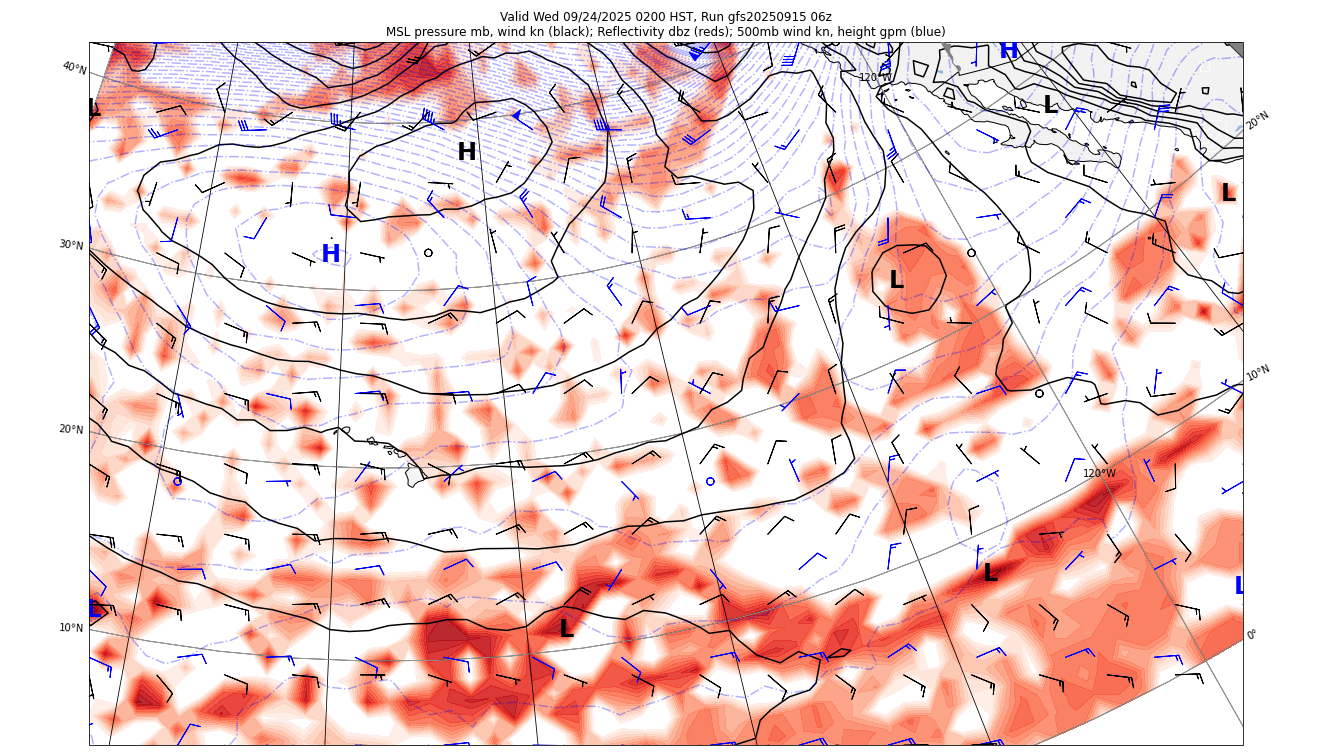 Valid Wed 09/24/2025 0200 HST, Run gfs20250915 06z
MSL pressure mb, wind kn (black); Reflectivity dbz (reds); 500mb wind kn, height gpm (blue)
H
40°N
120°W
L
L
20°N
H
L
30°N
H
L
10°N
20°N
120°W
L
L
L
10°N
L
0°